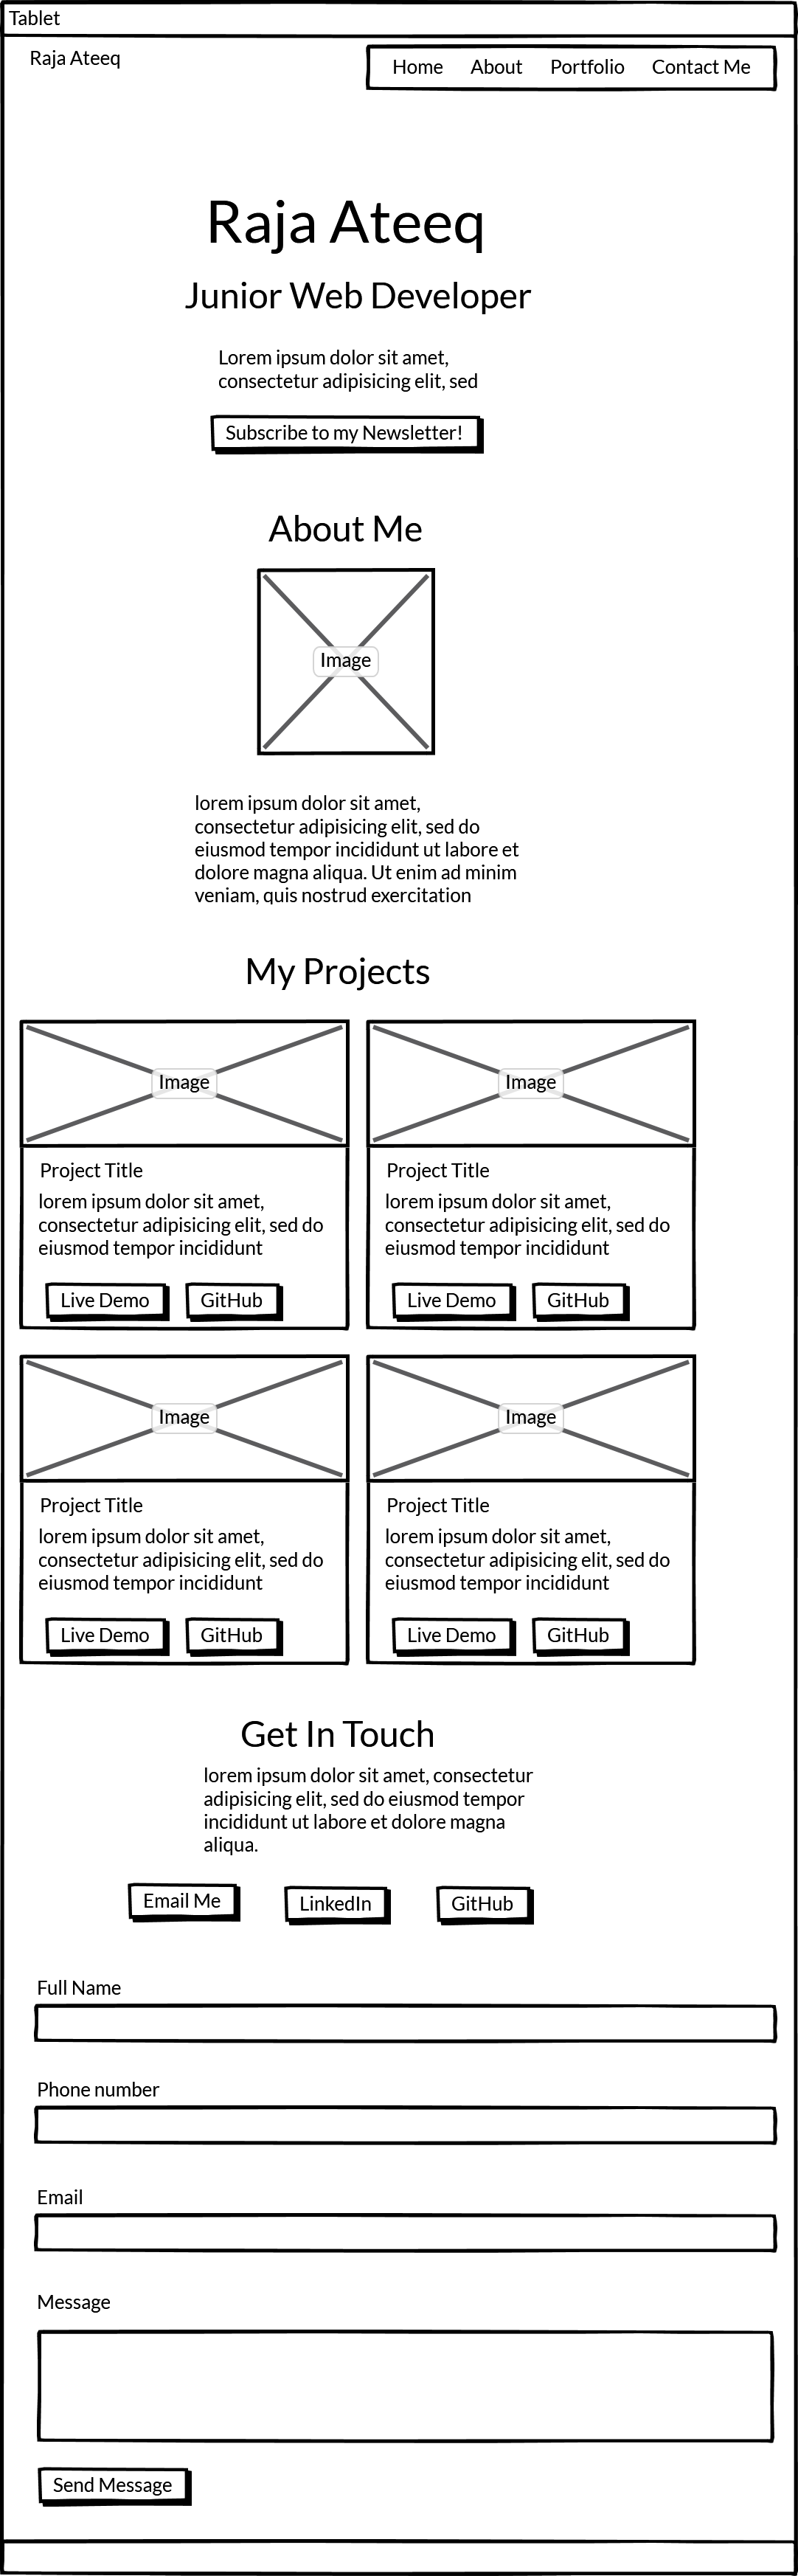 Tablet
Raja Ateeq
Home About Portfolio Contact Me
Raja Ateeq
Junior Web Developer
Lorem ipsum dolor sit amet,
consectetur adipisicing elit, sed
Subscribe to my Newsletter!
About Me
Image
lorem ipsum dolor sit amet,
consectetur adipisicing elit, sed do
eiusmod tempor incididunt ut labore et
dolore magna aliqua. Ut enim ad minim
veniam, quis nostrud exercitation
My Projects
Image
Project Title
lorem ipsum dolor sit amet,
consectetur adipisicing elit, sed do
eiusmod tempor incididunt
Live Demo GitHub
Image
Project Title
lorem ipsum dolor sit amet,
consectetur adipisicing elit, sed do
eiusmod tempor incididunt
Live Demo GitHub
Image
Project Title
lorem ipsum dolor sit amet,
consectetur adipisicing elit, sed do
eiusmod tempor incididunt
Live Demo GitHub
Image
Project Title
lorem ipsum dolor sit amet,
consectetur adipisicing elit, sed do
eiusmod tempor incididunt
Live Demo GitHub
Get In Touch
lorem ipsum dolor sit amet, consectetur
adipisicing elit, sed do eiusmod tempor
incididunt ut labore et dolore magna
aliqua.
Email Me LinkedIn GitHub
Full Name
Phone number
Email
Message
Send Message